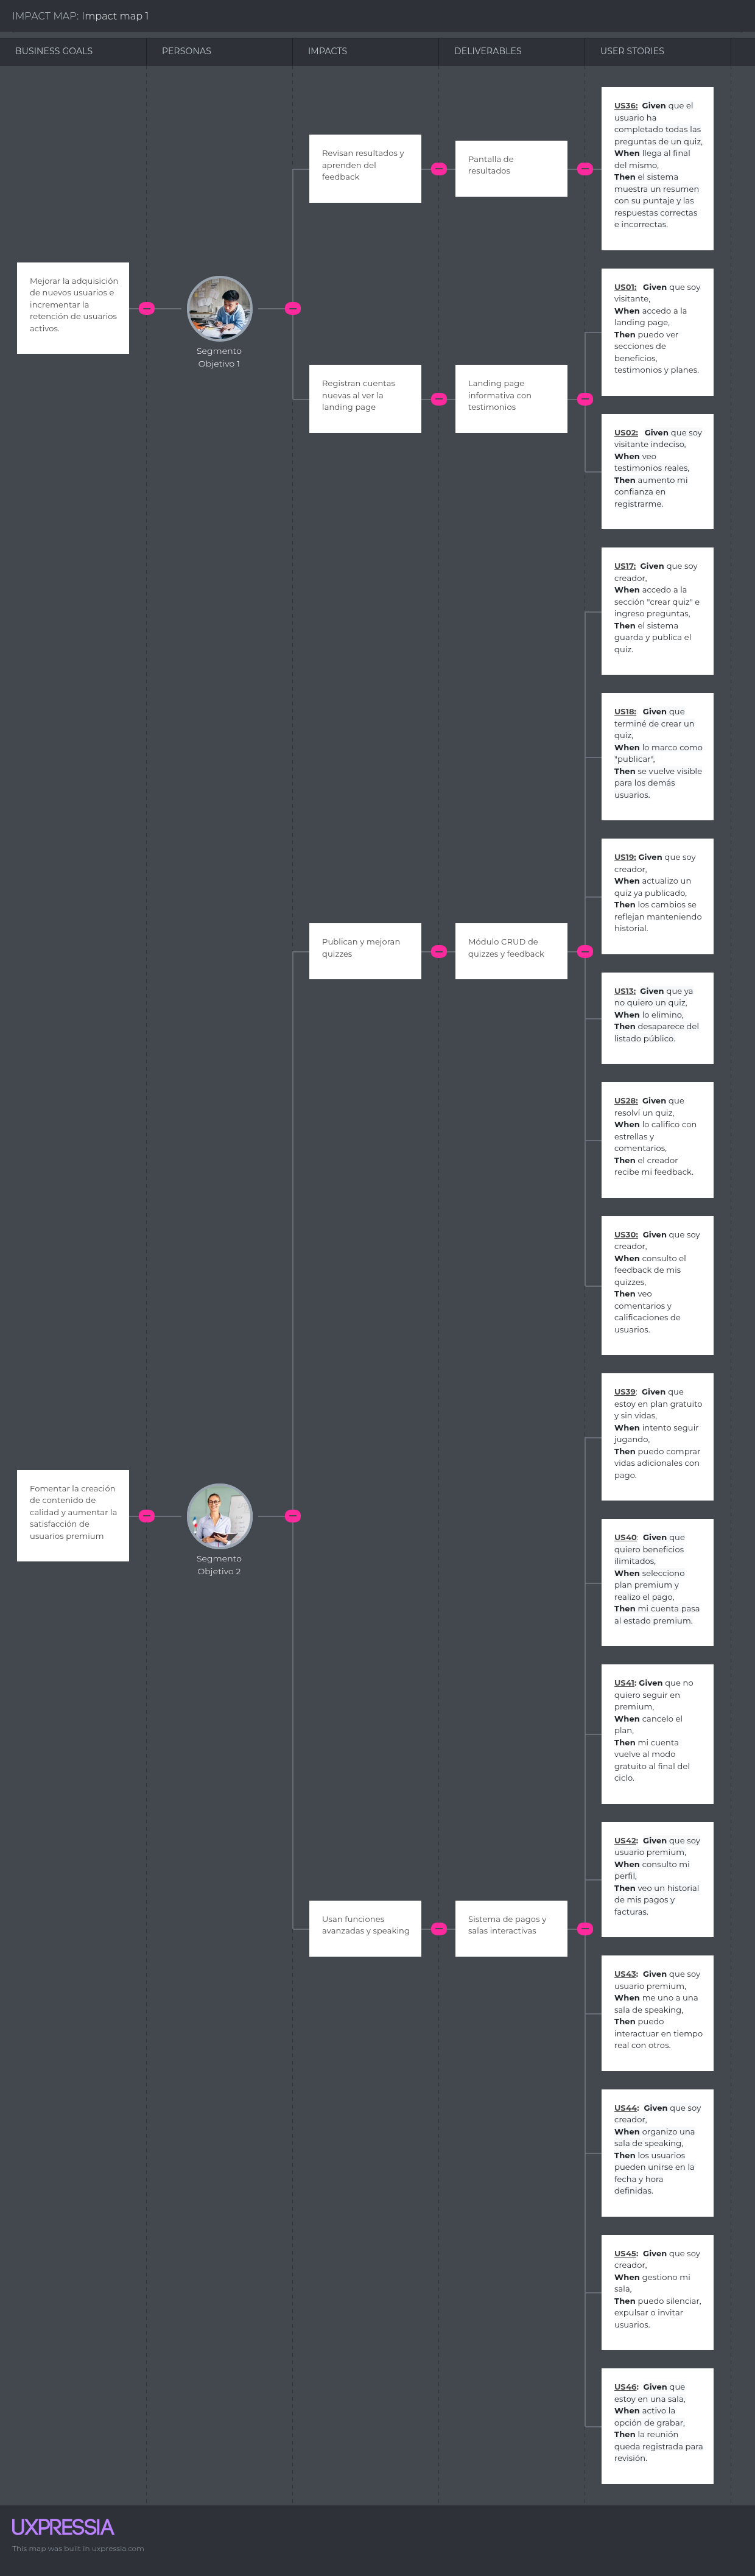 IMPACT MAP: Impact map 1
BUSINESS GOALS
PERSONAS
IMPACTS
DELIVERABLES
USER STORIES
Mejorar la adquisición
de nuevos usuarios e
incrementar la
retención de usuarios
activos.
Segmento
Objetivo 1
Revisan resultados y
aprenden del
feedback
Pantalla de
resultados
US36: Given que el
usuario ha
completado todas las
preguntas de un quiz,
When llega al final
del mismo,
Then el sistema
muestra un resumen
con su puntaje y las
respuestas correctas
e incorrectas.
Registran cuentas
nuevas al ver la
landing page
Landing page
informativa con
testimonios
US01: Given que soy
visitante,
When accedo a la
landing page,
Then puedo ver
secciones de
beneficios,
testimonios y planes.
US02: Given que soy
visitante indeciso,
When veo
testimonios reales,
Then aumento mi
confianza en
registrarme.
Fomentar la creación
de contenido de
calidad y aumentar la
satisfacción de
usuarios premium
Segmento
Objetivo 2
Publican y mejoran
quizzes
Módulo CRUD de
quizzes y feedback
US17: Given que soy
creador,
When accedo a la
sección "crear quiz" e
ingreso preguntas,
Then el sistema
guarda y publica el
quiz.
US18: Given que
terminé de crear un
quiz,
When lo marco como
"publicar",
Then se vuelve visible
para los demás
usuarios.
US19: Given que soy
creador,
When actualizo un
quiz ya publicado,
Then los cambios se
reflejan manteniendo
historial.
US13: Given que ya
no quiero un quiz,
When lo elimino,
Then desaparece del
listado público.
US28: Given que
resolví un quiz,
When lo califico con
estrellas y
comentarios,
Then el creador
recibe mi feedback.
US30: Given que soy
creador,
When consulto el
feedback de mis
quizzes,
Then veo
comentarios y
calificaciones de
usuarios.
Usan funciones
avanzadas y speaking
Sistema de pagos y
salas interactivas
US39: Given que
estoy en plan gratuito
y sin vidas,
When intento seguir
jugando,
Then puedo comprar
vidas adicionales con
pago.
US40: Given que
quiero beneficios
ilimitados,
When selecciono
plan premium y
realizo el pago,
Then mi cuenta pasa
al estado premium.
US41: Given que no
quiero seguir en
premium,
When cancelo el
plan,
Then mi cuenta
vuelve al modo
gratuito al final del
ciclo.
US42: Given que soy
usuario premium,
When consulto mi
perfil,
Then veo un historial
de mis pagos y
facturas.
US43: Given que soy
usuario premium,
When me uno a una
sala de speaking,
Then puedo
interactuar en tiempo
real con otros.
US44: Given que soy
creador,
When organizo una
sala de speaking,
Then los usuarios
pueden unirse en la
fecha y hora
definidas.
US45: Given que soy
creador,
When gestiono mi
sala,
Then puedo silenciar,
expulsar o invitar
usuarios.
US46: Given que
estoy en una sala,
When activo la
opción de grabar,
Then la reunión
queda registrada para
revisión.
UXPRESSIA
This map was built in uxpressia.com